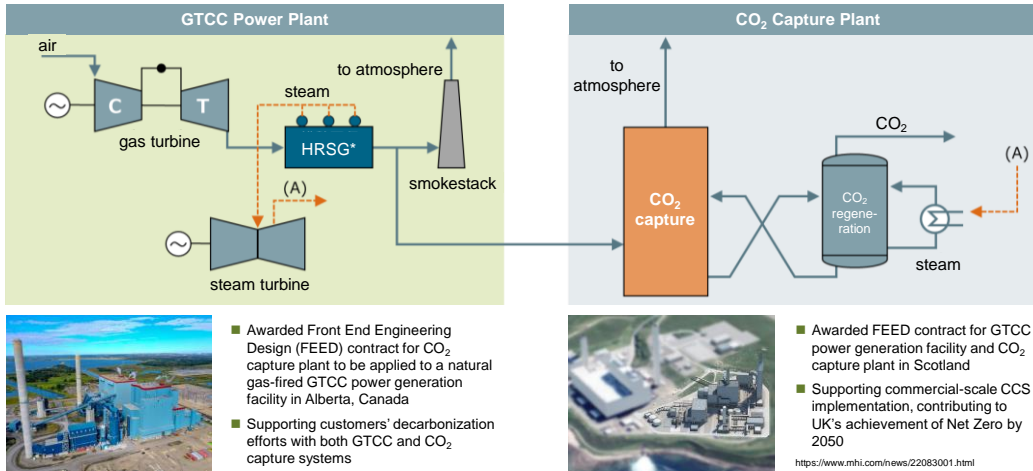 GTCC Power Plant
air
C
T
gas turbine
steam
HRSG*
to atmosphere
smokestack
(A)
steam turbine
CO₂ Capture Plant
to
atmosphere
CO₂
capture
CO₂
CO₂
regene-
ration
(A)
steam
■ Awarded Front End Engineering
Design (FEED) contract for CO₂
capture plant to be applied to a natural
gas-fired GTCC power generation
facility in Alberta, Canada
■ Supporting customers' decarbonization
efforts with both GTCC and CO₂
capture systems
■ Awarded FEED contract for GTCC
power generation facility and CO₂
capture plant in Scotland
■ Supporting commercial-scale CCS
implementation, contributing to
UK's achievement of Net Zero by
2050
https://www.mhi.com/news/22083001.html